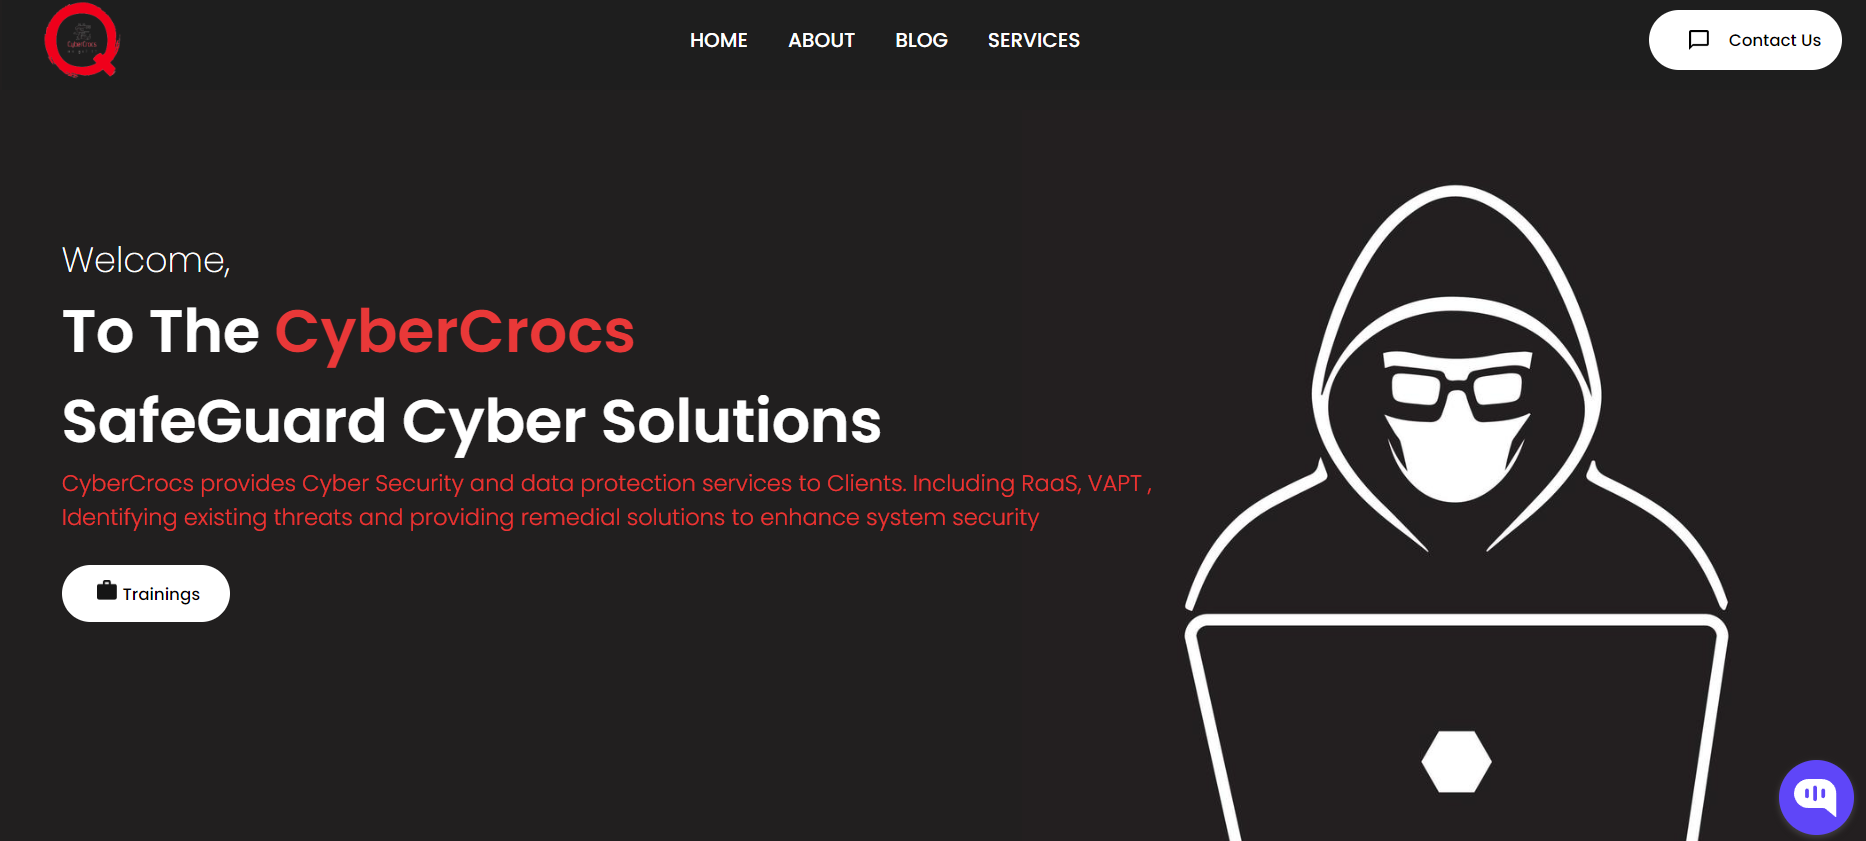 CyberCrocs
HOME
ABOUT
BLOG
SERVICES
Contact Us
Welcome,
To The CyberCrocs
SafeGuard Cyber Solutions
CyberCrocs provides Cyber Security and data protection services to Clients. Including RaaS, VAPT ,
Identifying existing threats and providing remedial solutions to enhance system security
Trainings